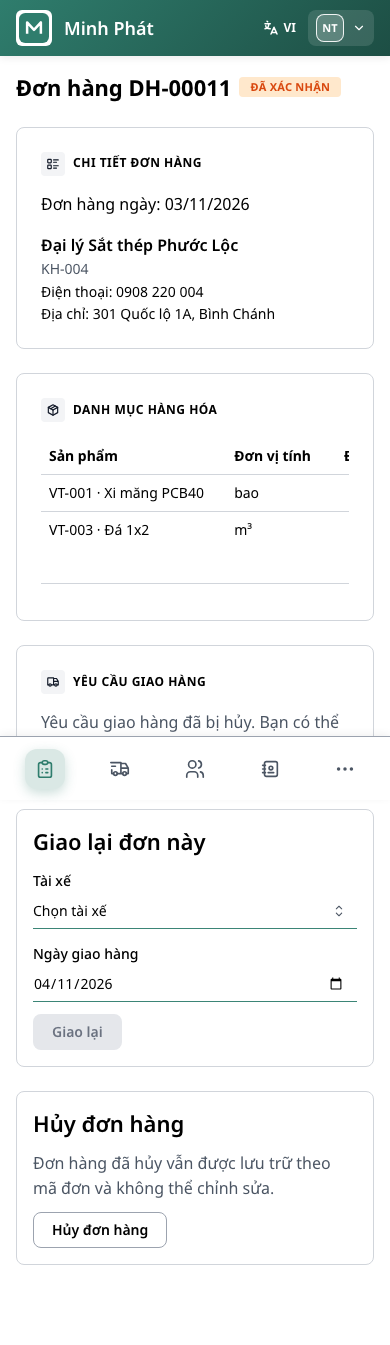 Minh Phát
VI
NT
Đơn hàng DH-00011
ĐÃ XÁC NHẬN
CHI TIẾT ĐƠN HÀNG
Đơn hàng ngày: 03/11/2026
Đại lý Sắt thép Phước Lộc
KH-004
Điện thoại: 0908 220 004
Địa chỉ: 301 Quốc lộ 1A, Bình Chánh
DANH MỤC HÀNG HÓA
Sản phẩm Đơn vị tính
VT-001 · Xi măng PCB40 bao
VT-003 · Đá 1x2 m³
YÊU CẦU GIAO HÀNG
Yêu cầu giao hàng đã bị hủy. Bạn có thể
Giao lại đơn này
Tài xế
Chọn tài xế
Ngày giao hàng
04/11/2026
Giao lại
Hủy đơn hàng
Đơn hàng đã hủy vẫn được lưu trữ theo
mã đơn và không thể chỉnh sửa.
Hủy đơn hàng